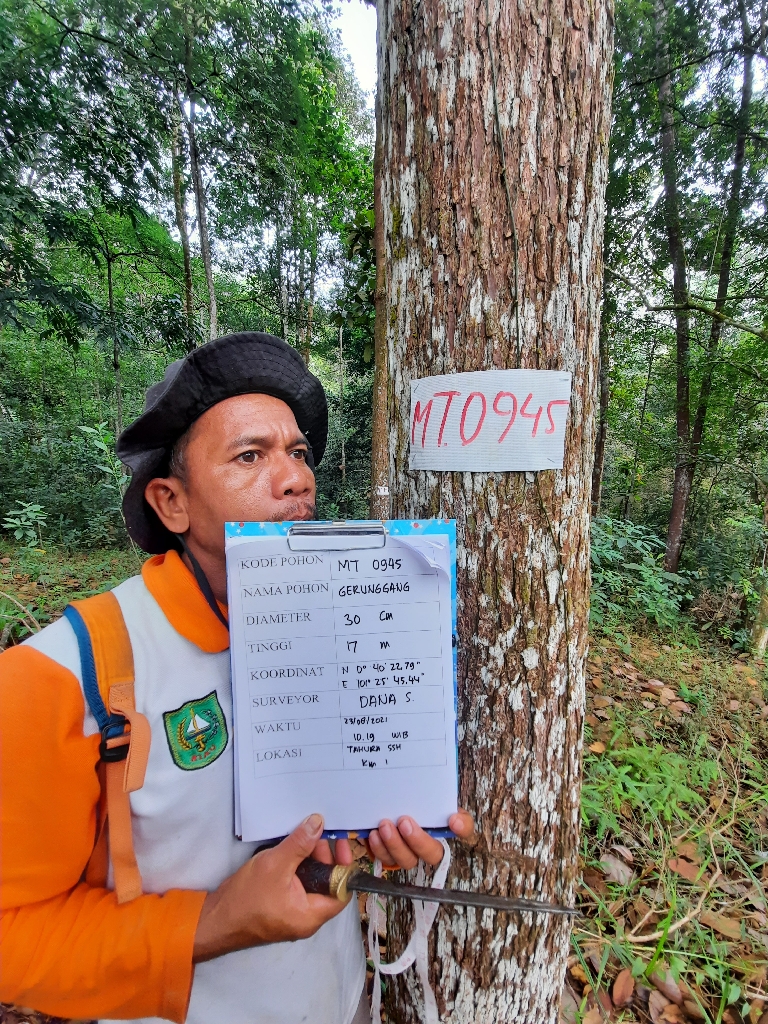 MT.0945
KODE POHON MT 0945
NAMA POHON GERUNGGANG
DIAMETER 30 Cm
TINGGI 17 m
KOORDINAT N 0° 40' 22.79"
E 101° 25' 45.44"
SURVEYOR DANA S.
WAKTU 23/08/2021
10.19 WIB
LOKASI TAHURA SSH
Km 1
RIAU